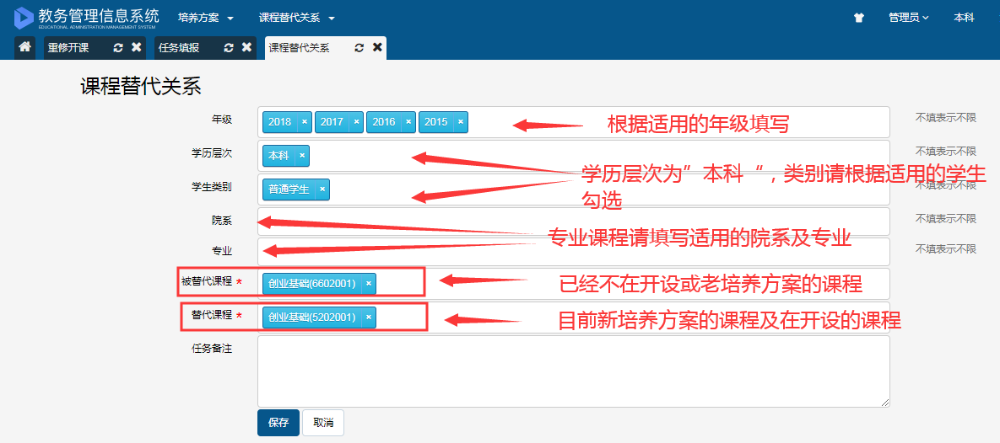 教务管理信息系统 培养方案 课程替代关系 管理员 本科
EDUCATIONAL ADMINISTRATION MANAGEMENT SYSTEM
重修开课 任务填报 课程替代关系
课程替代关系
年级 2018 × 2017 × 2016 × 2015 × 根据适用的年级填写 不填表示不限
学历层次 本科 × 不填表示不限
学历层次为”本科“，类别请根据适用的学生
勾选
学生类别 普通学生 × 不填表示不限
院系 不填表示不限
专业课程请填写适用的院系及专业
专业 不填表示不限
被替代课程 * 创业基础(6602001) × 已经不在开设或老培养方案的课程
替代课程 * 创业基础(5202001) × 目前新培养方案的课程及在开设的课程
任务备注
保存 取消